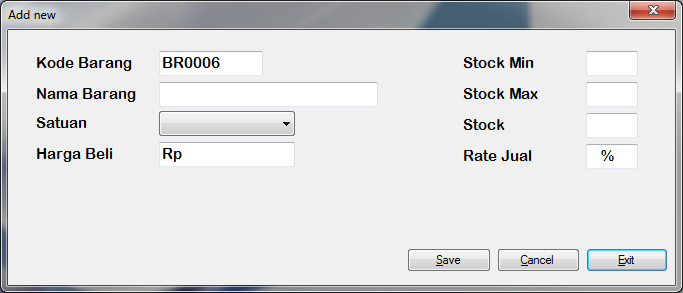 Add new
Kode Barang BR0006 Stock Min
Nama Barang Stock Max
Satuan Stock
Harga Beli Rp Rate Jual %
Save Cancel Exit